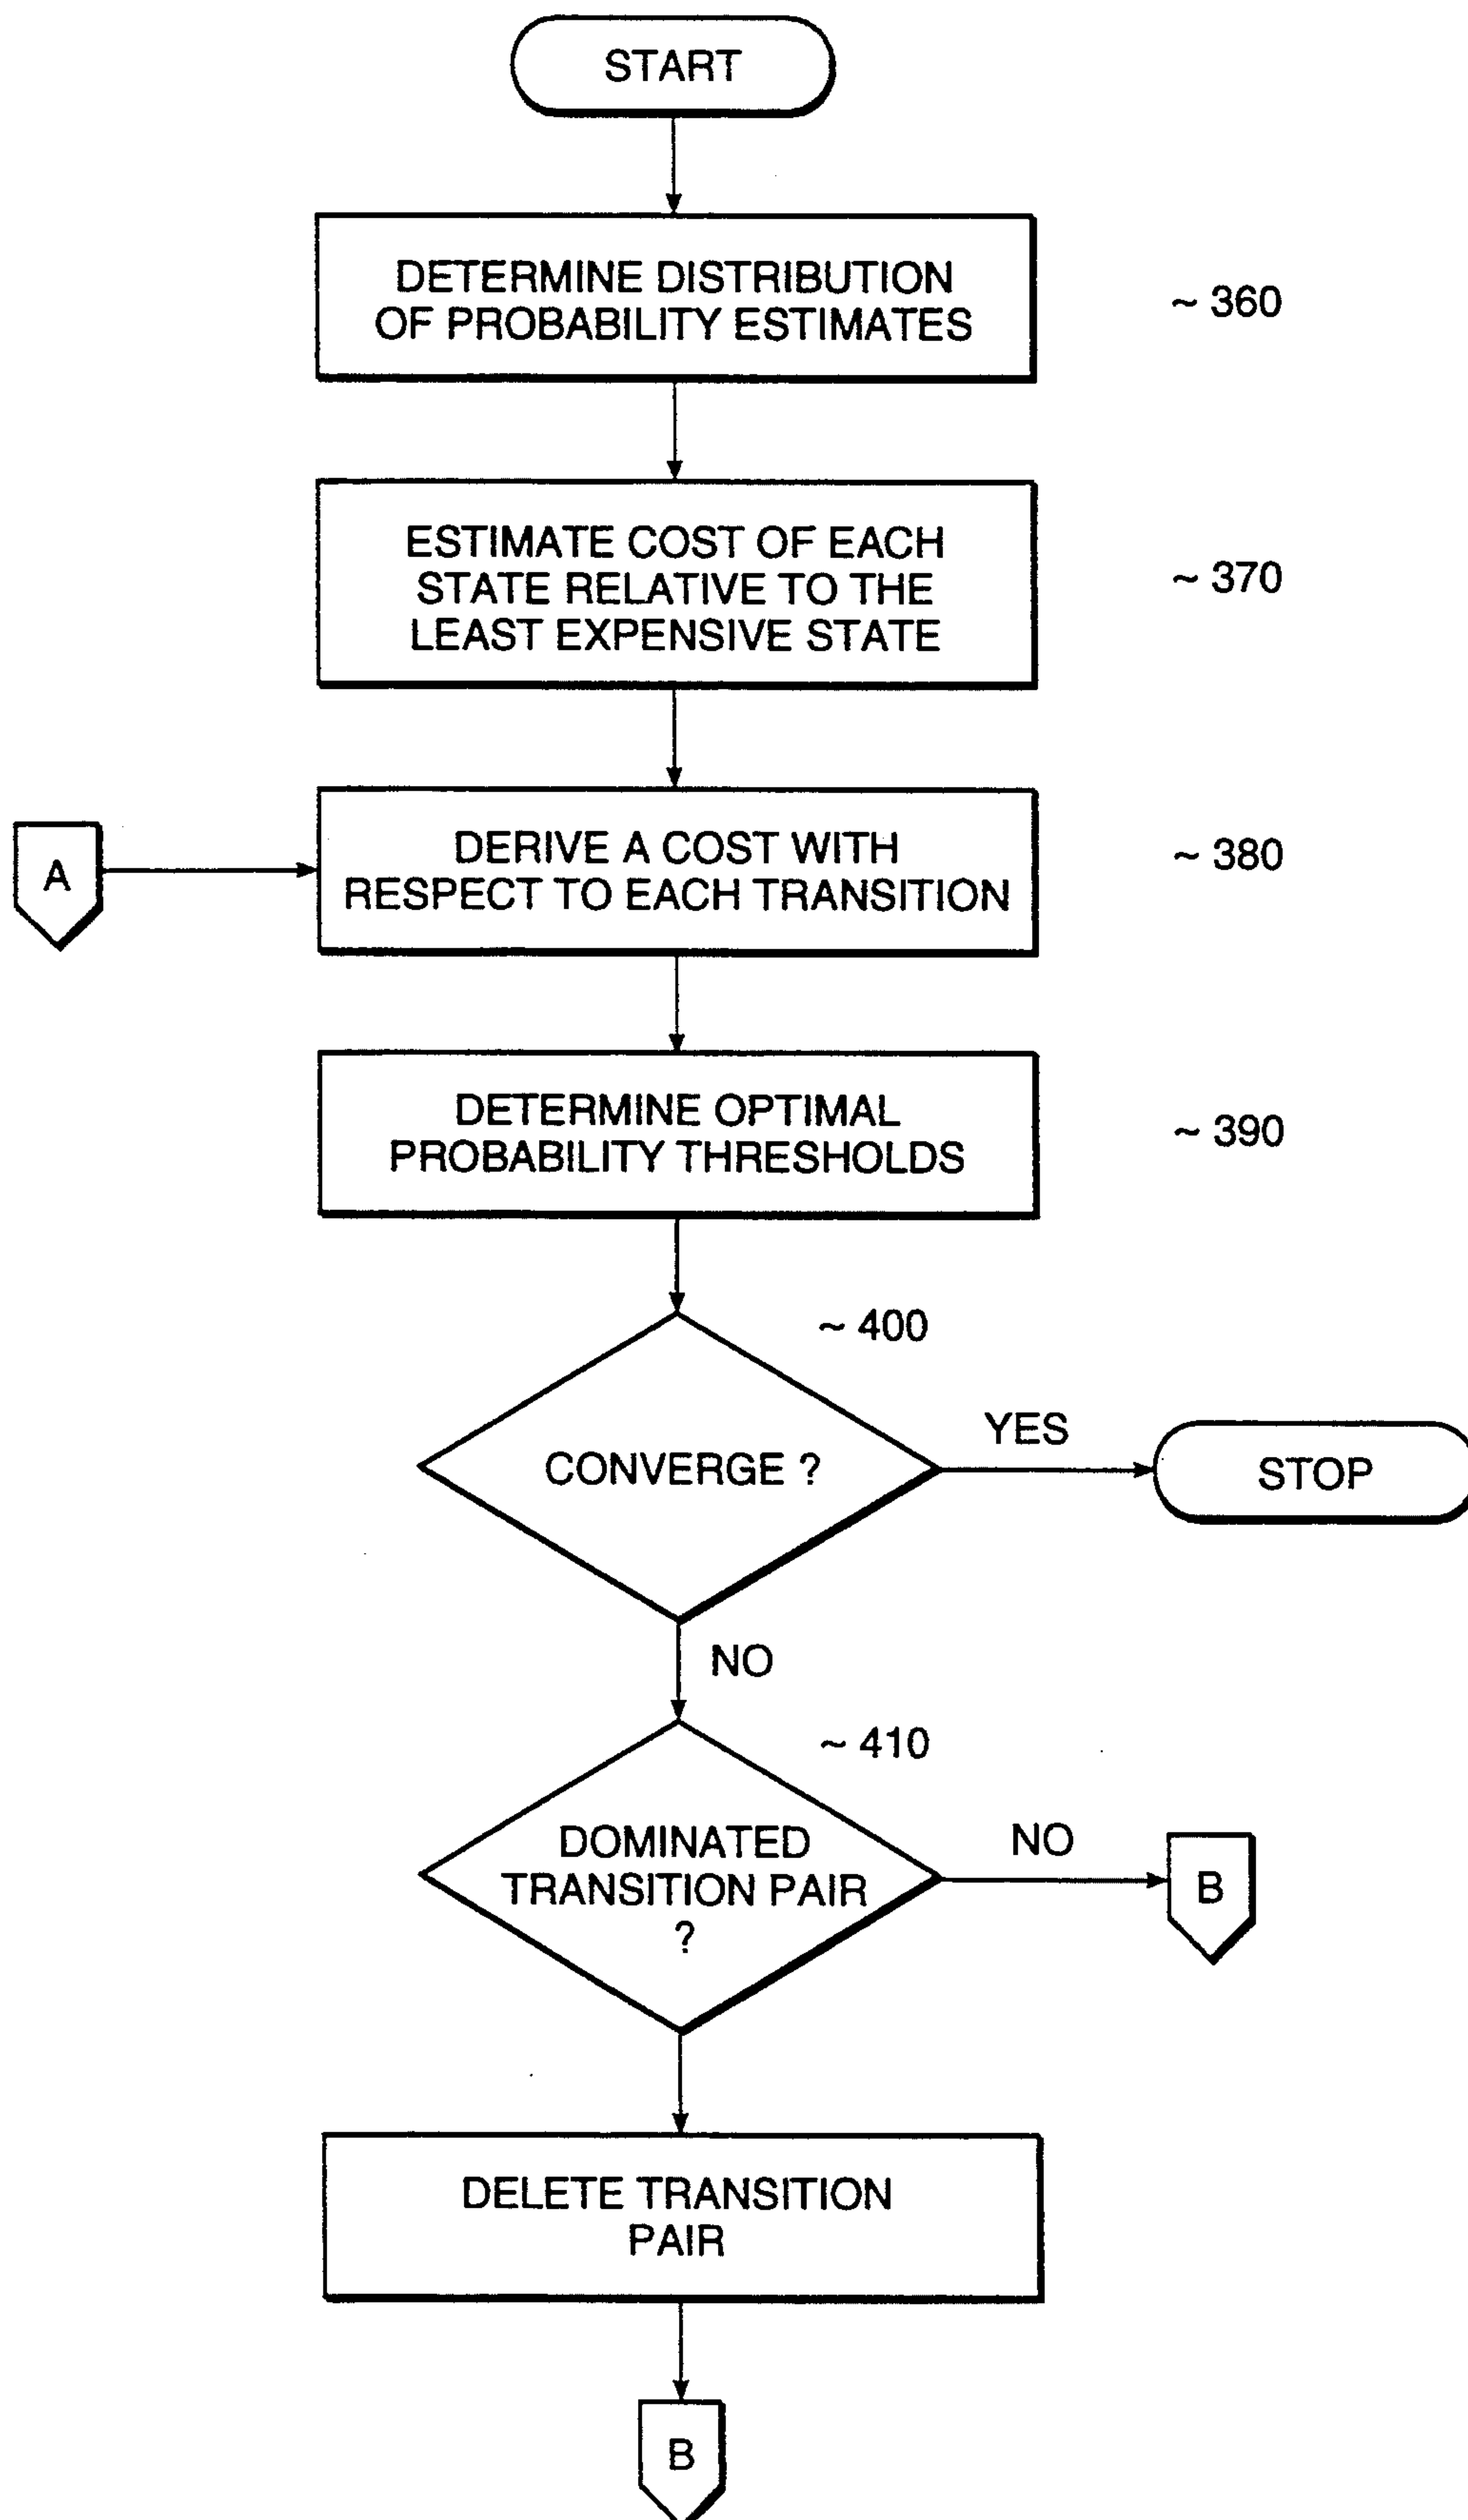 START
DETERMINE DISTRIBUTION
OF PROBABILITY ESTIMATES
~ 360
ESTIMATE COST OF EACH
STATE RELATIVE TO THE
LEAST EXPENSIVE STATE
~ 370
A
DERIVE A COST WITH
RESPECT TO EACH TRANSITION
~ 380
DETERMINE OPTIMAL
PROBABILITY THRESHOLDS
~ 390
~ 400
CONVERGE ?
YES
STOP
NO
~ 410
DOMINATED
TRANSITION PAIR
?
NO
B
DELETE TRANSITION
PAIR
B